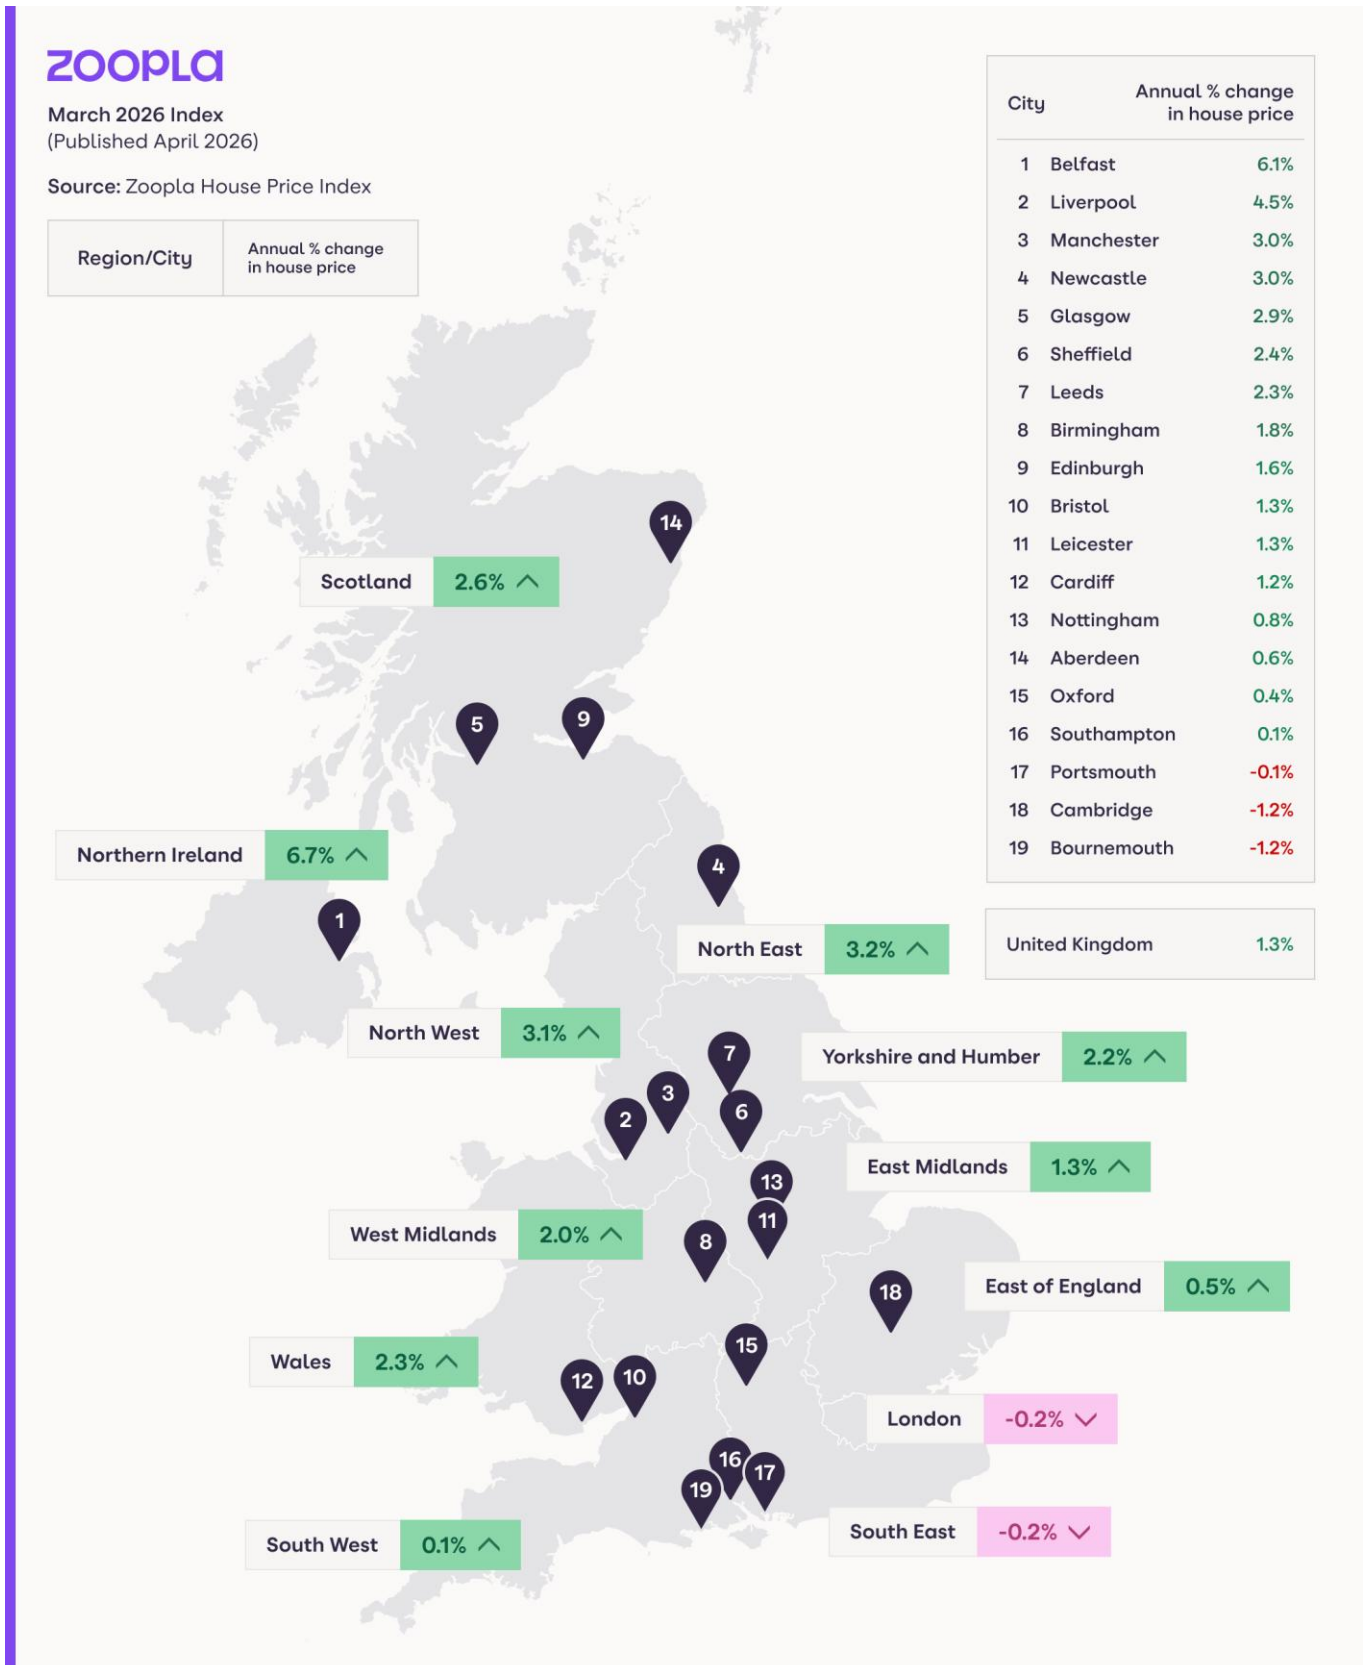 zoopla
March 2026 Index
(Published April 2026)
Source: Zoopla House Price Index
Region/City
Annual % change
in house price
City
Annual % change
in house price
1 Belfast 6.1%
2 Liverpool 4.5%
3 Manchester 3.0%
4 Newcastle 3.0%
5 Glasgow 2.9%
6 Sheffield 2.4%
7 Leeds 2.3%
8 Birmingham 1.8%
9 Edinburgh 1.6%
10 Bristol 1.3%
11 Leicester 1.3%
12 Cardiff 1.2%
13 Nottingham 0.8%
14 Aberdeen 0.6%
15 Oxford 0.4%
16 Southampton 0.1%
17 Portsmouth -0.1%
18 Cambridge -1.2%
19 Bournemouth -1.2%
United Kingdom 1.3%
14
Scotland 2.6%
5
9
Northern Ireland 6.7%
4
1
North East 3.2%
North West 3.1%
7
Yorkshire and Humber 2.2%
3
6
2
East Midlands 1.3%
13
11
West Midlands 2.0%
8
East of England 0.5%
18
15
Wales 2.3%
12
10
London -0.2%
16
17
19
South East -0.2%
South West 0.1%